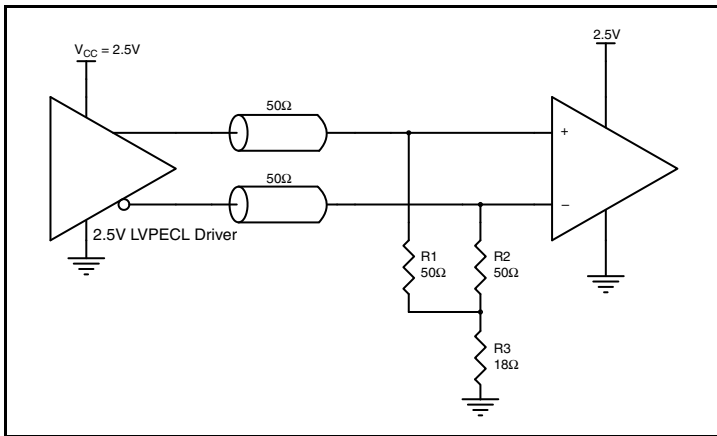 V_CC = 2.5V
2.5V
50Ω
+
50Ω
−
2.5V LVPECL Driver
R1
50Ω
R2
50Ω
R3
18Ω